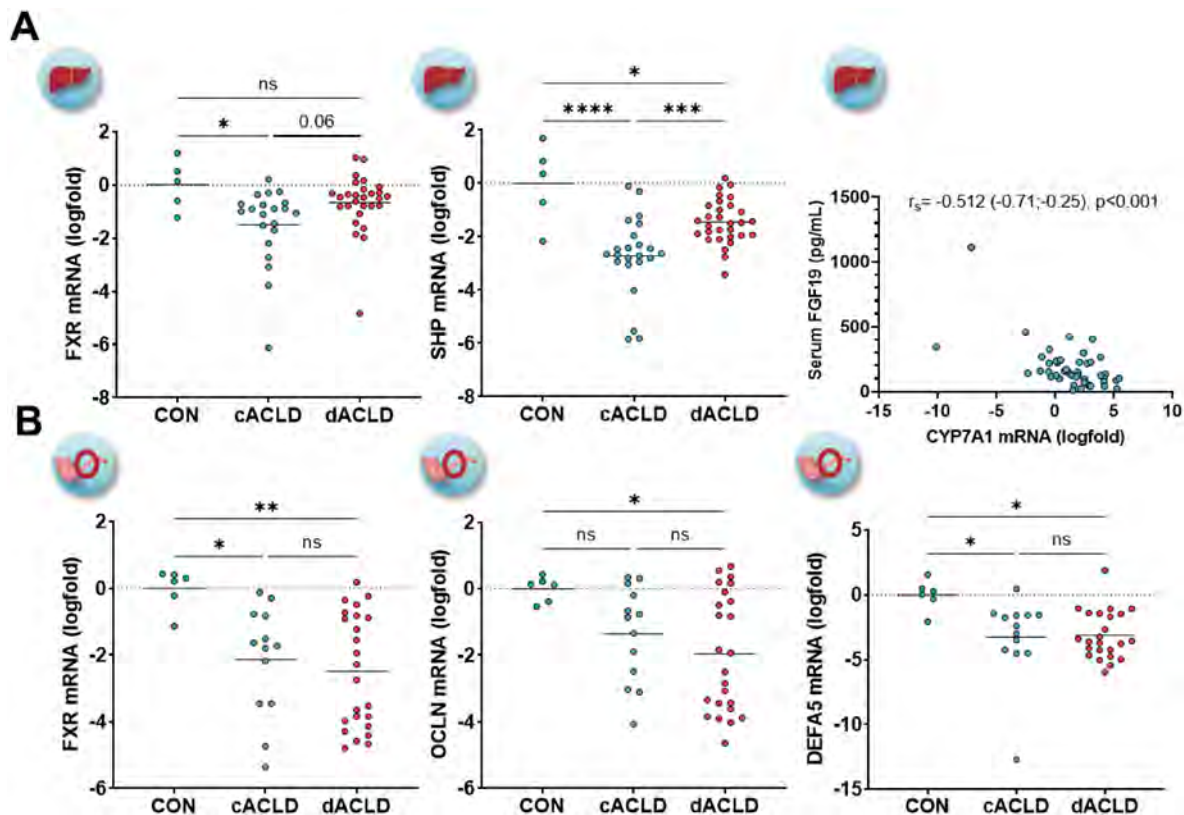 A
ns
*
0.06
FXR mRNA (logfold)
2
0
-2
-4
-6
-8
CON cACLD dACLD
*
**** ***
SHP mRNA (logfold)
2
0
-2
-4
-6
-8
CON cACLD dACLD
rs= -0.512 (-0.71;-0.25), p<0.001
Serum FGF19 (pg/mL)
1500
1000
500
0
-15 -10 -5 0 5 10
CYP7A1 mRNA (logfold)
B
**
* ns
FXR mRNA (logfold)
2
0
-2
-4
-6
CON cACLD dACLD
*
ns ns
OCLN mRNA (logfold)
2
0
-2
-4
-6
CON cACLD dACLD
*
* ns
DEFA5 mRNA (logfold)
5
0
-5
-10
-15
CON cACLD dACLD